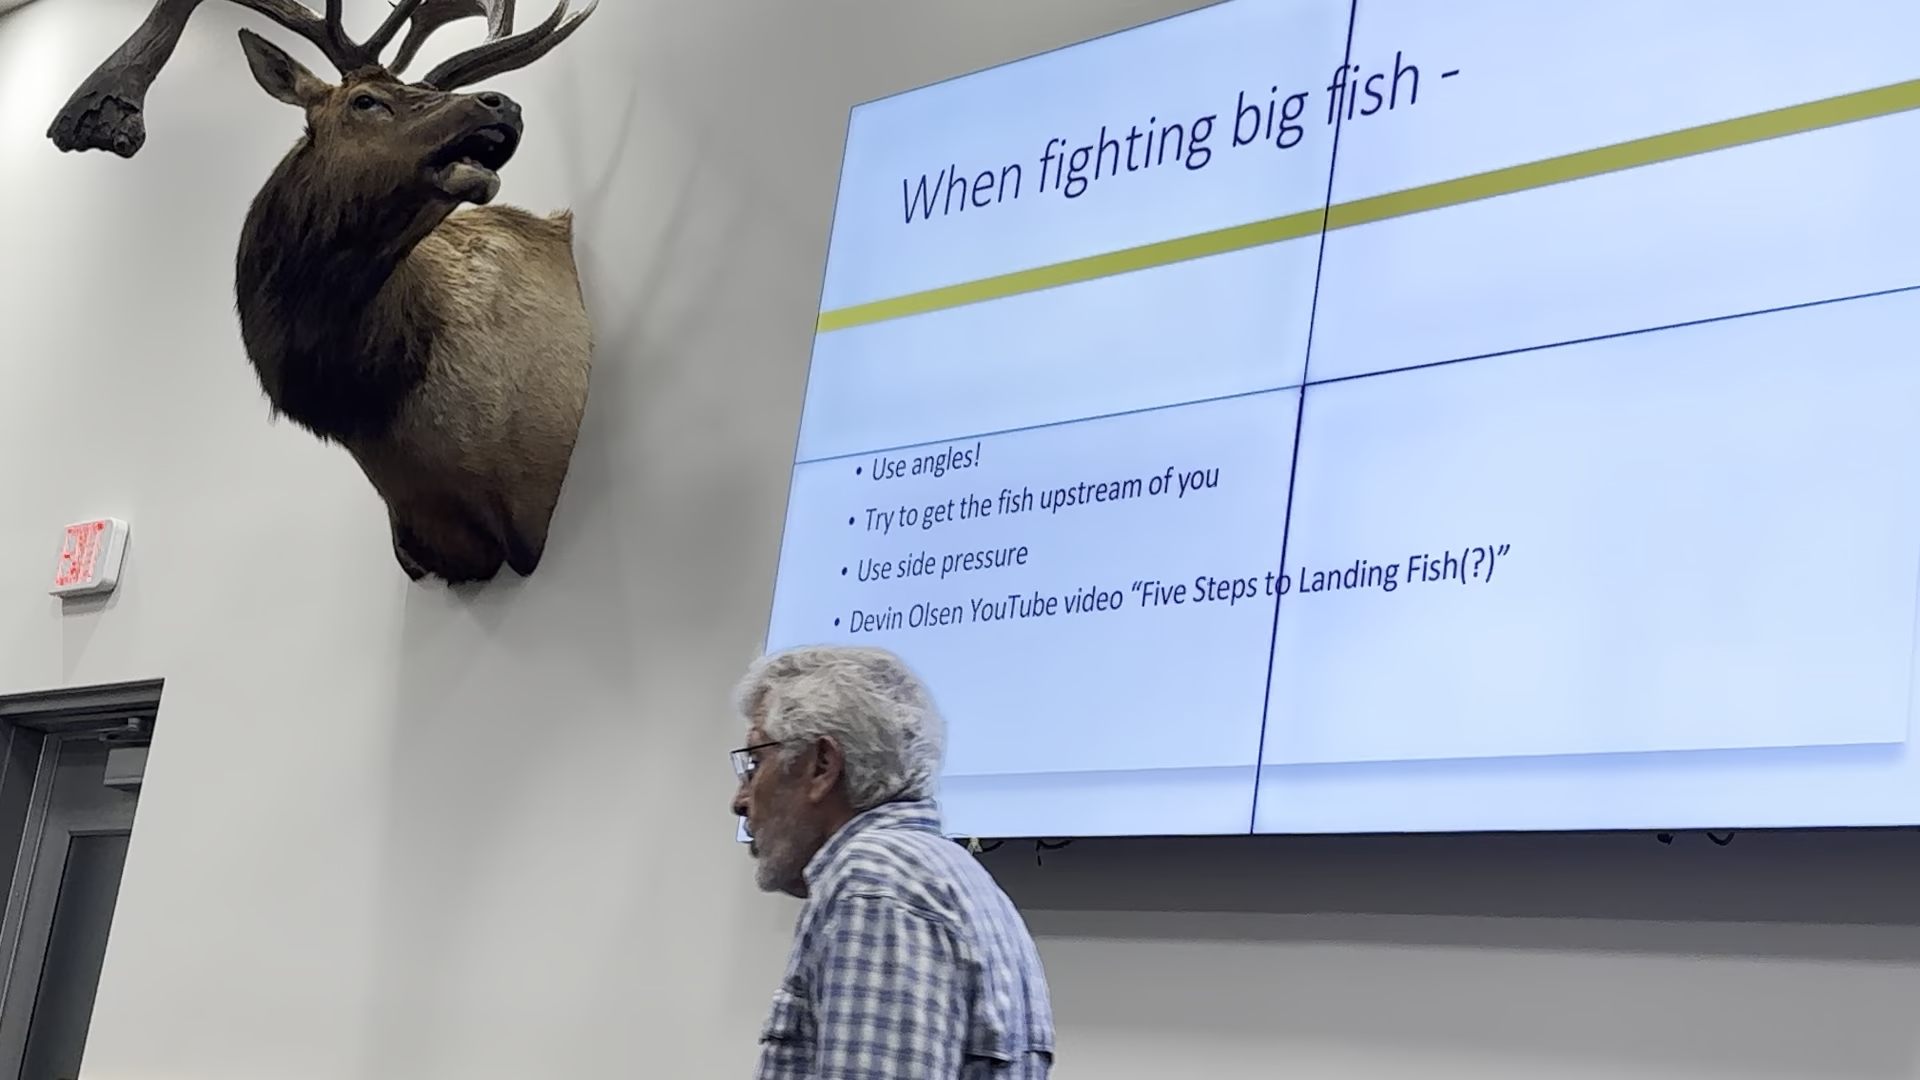 When fighting big fish -
• Use angles!
• Try to get the fish upstream of you
• Use side pressure
• Devin Olsen YouTube video “Five Steps to Landing Fish(?)”
EXIT